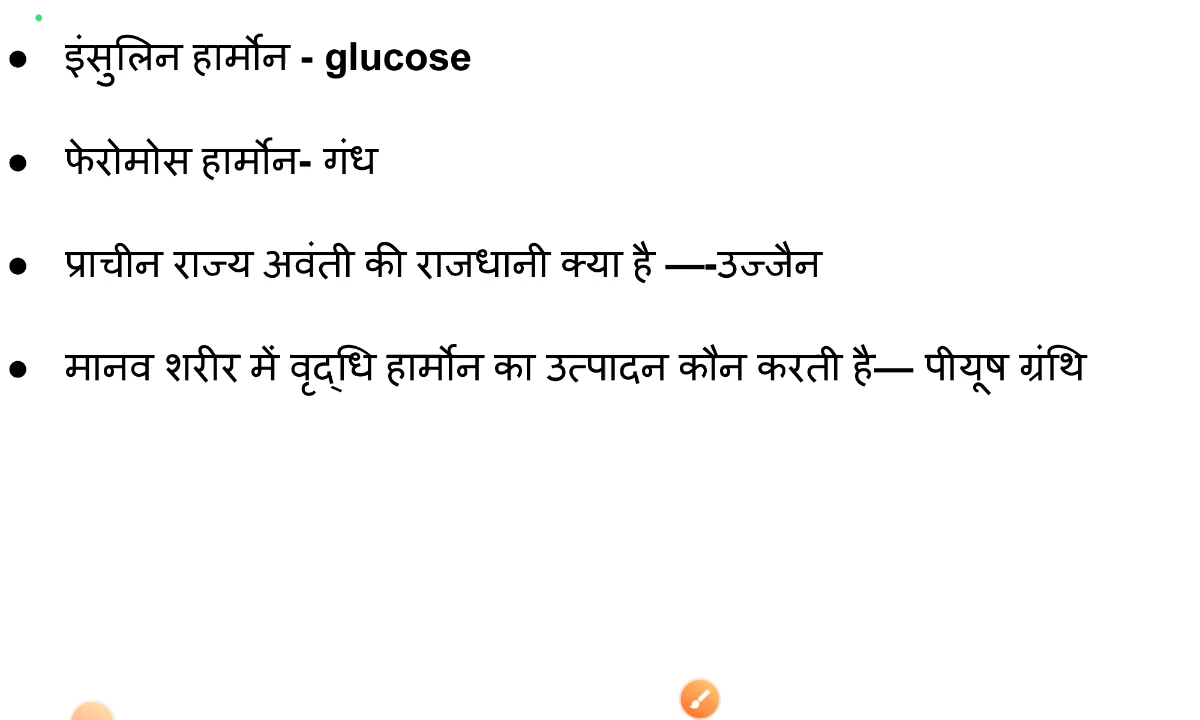 ● इंसुलिन हार्मोन - glucose
● फेरोमोस हार्मोन- गंध
● प्राचीन राज्य अवंती की राजधानी क्या है —-उज्जैन
● मानव शरीर में वृद्धि हार्मोन का उत्पादन कौन करती है— पीयूष ग्रंथि